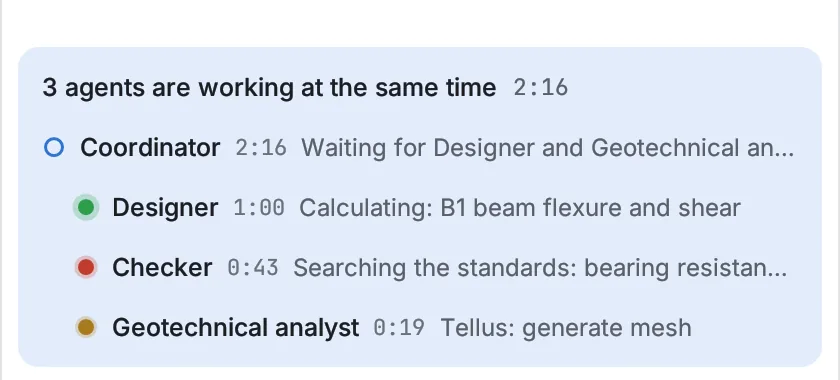 3 agents are working at the same time 2:16
Coordinator 2:16 Waiting for Designer and Geotechnical an...
Designer 1:00 Calculating: B1 beam flexure and shear
Checker 0:43 Searching the standards: bearing resistan...
Geotechnical analyst 0:19 Tellus: generate mesh